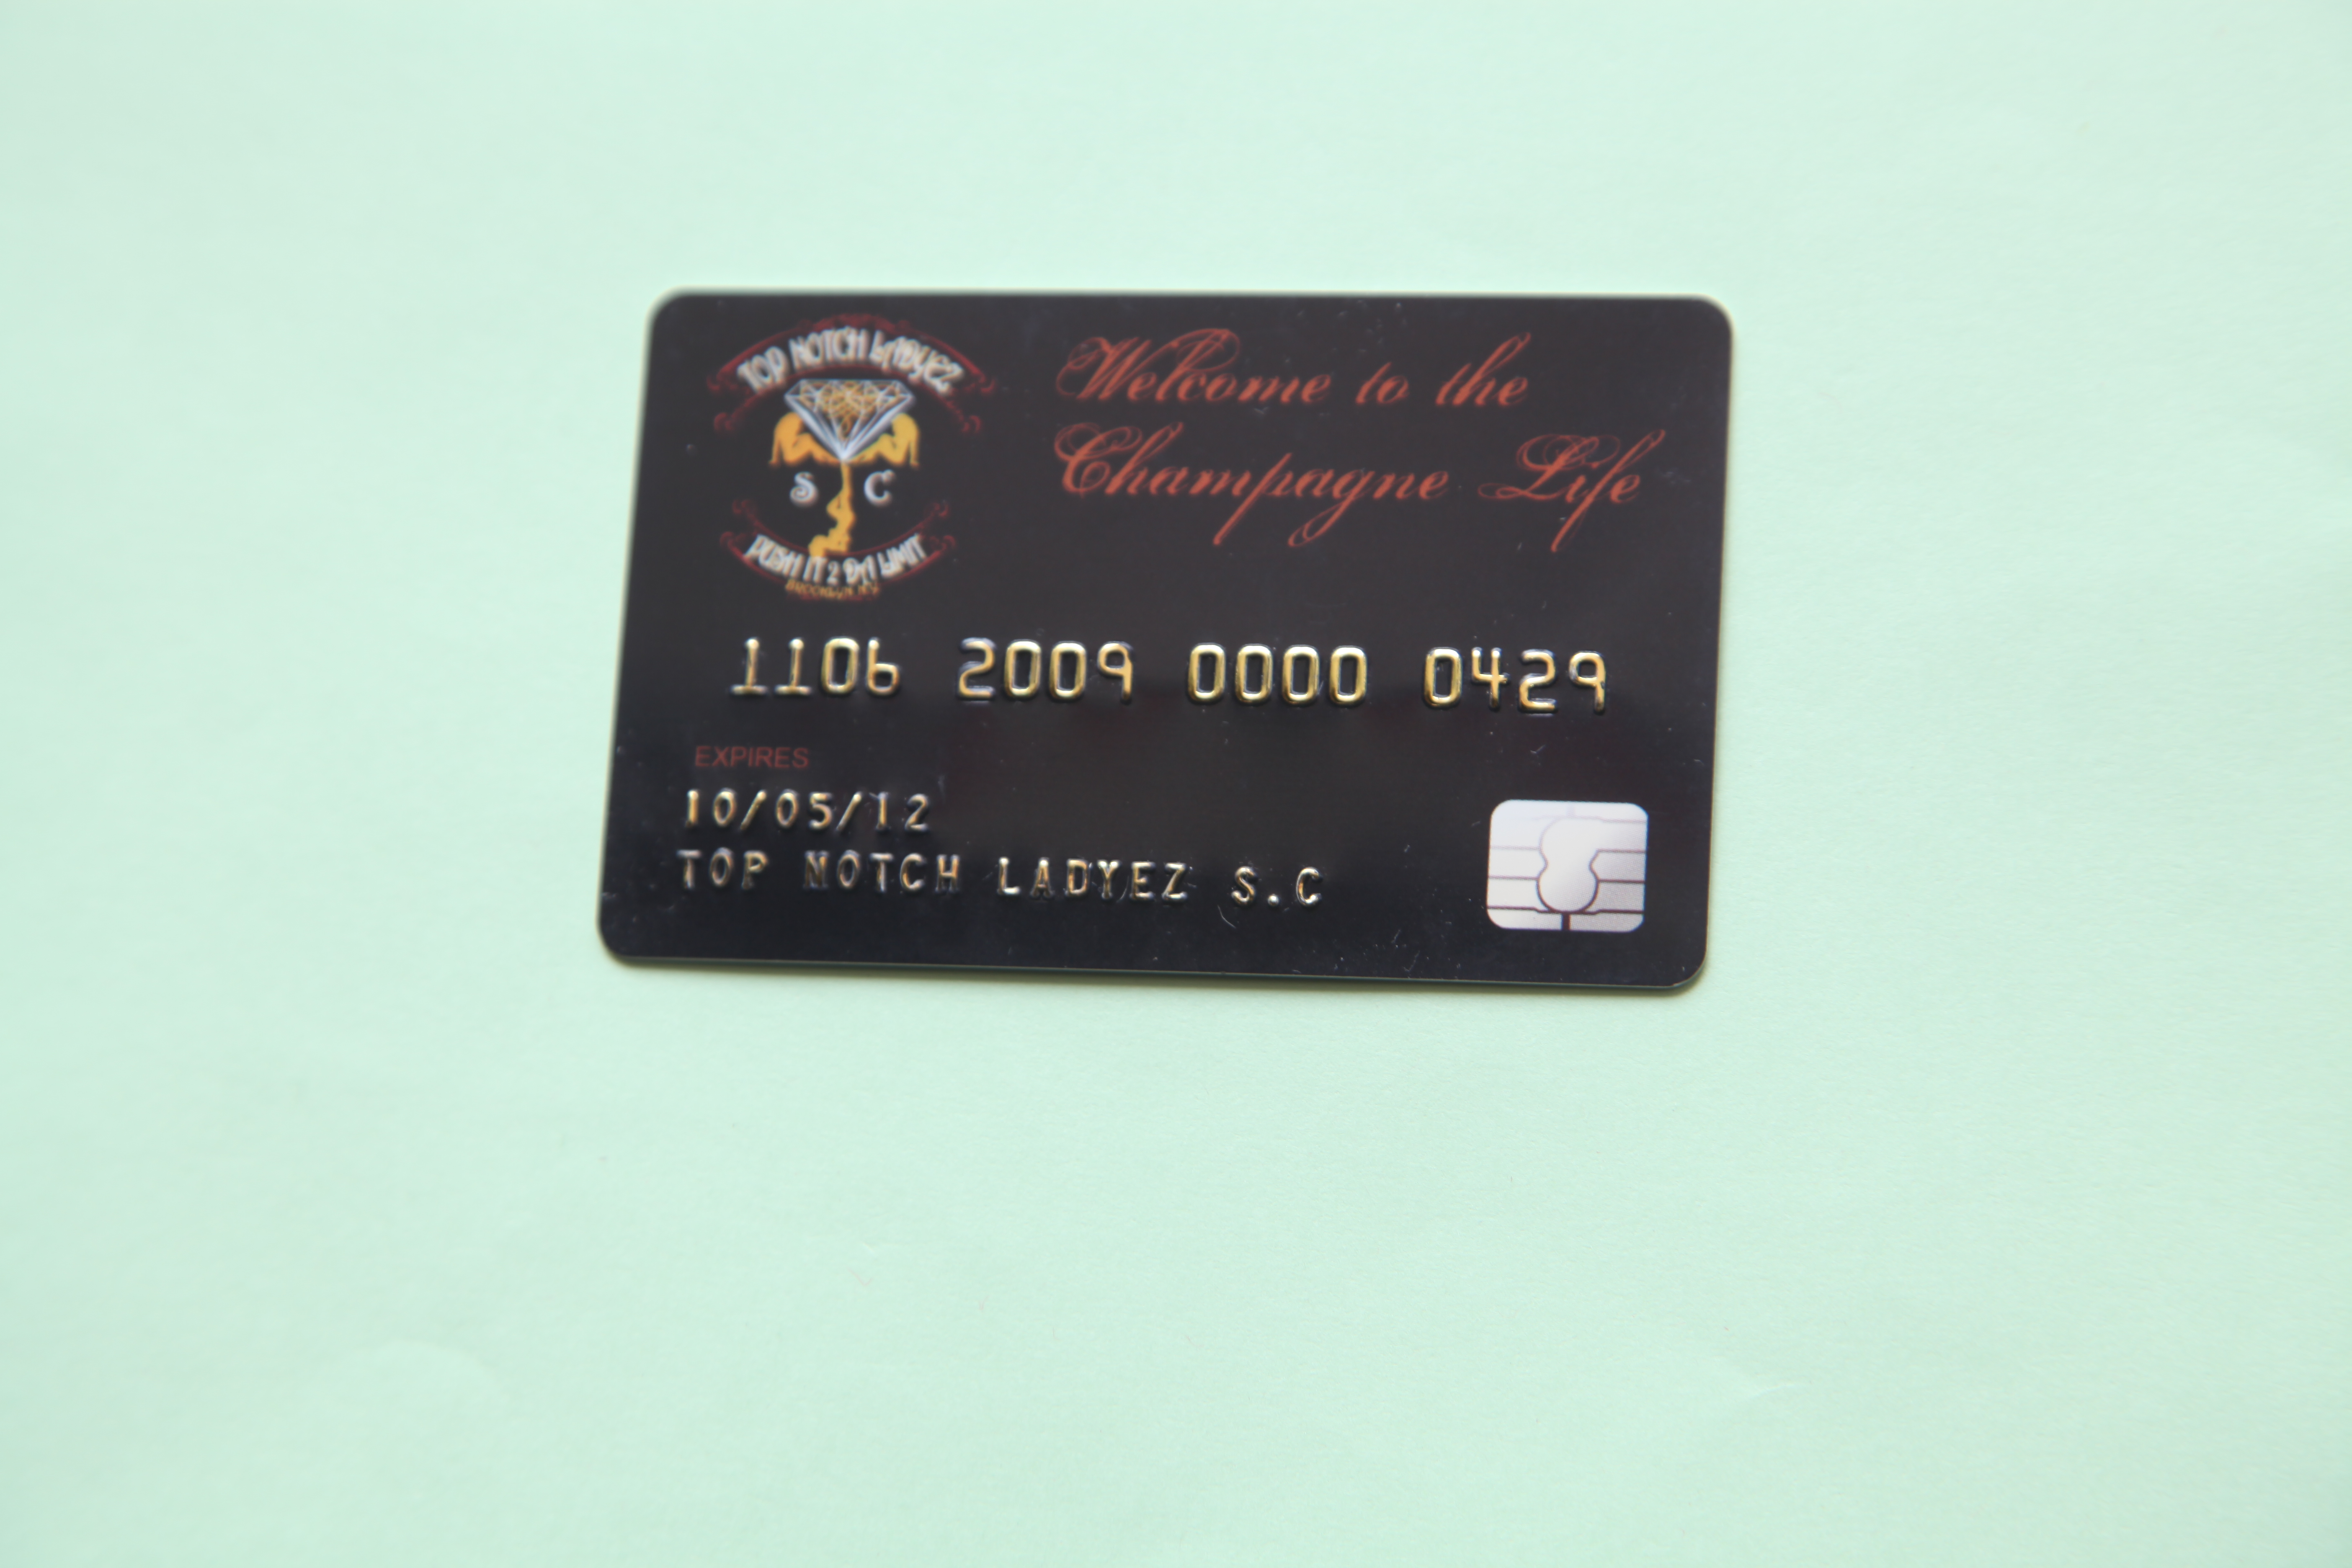 TOP NOTCH LADYEZ
S C
PUSH IT 2 DA LIMIT
BROOKLYN N.Y
Welcome to the
Champagne Life
1106 2009 0000 0429
EXPIRES
10/05/12
TOP NOTCH LADYEZ S.C